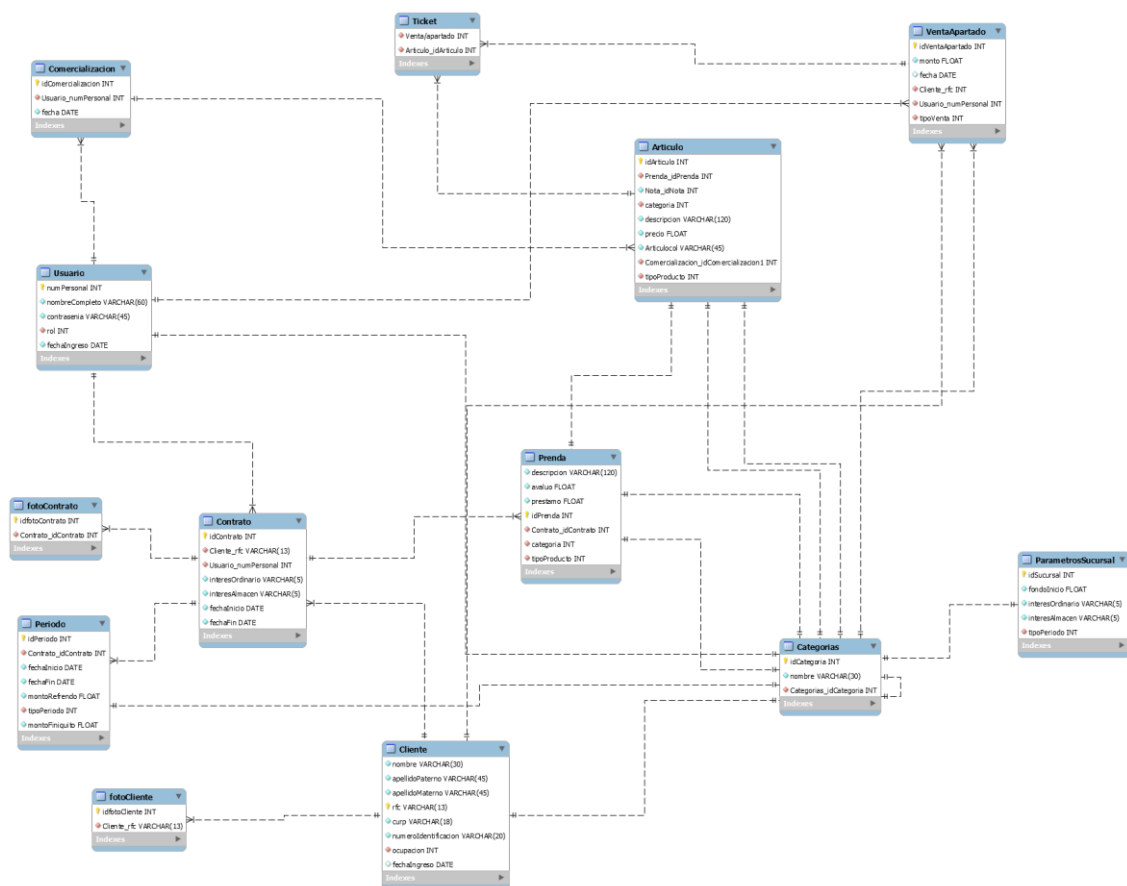 Ticket
Venta/apartado INT
Articulo_idArticulo INT
Indexes
VentaApartado
idVentaApartado INT
monto FLOAT
fecha DATE
Cliente_rfc INT
Usuario_numPersonal INT
tipoVenta INT
Indexes
Comercializacion
idComercializacion INT
Usuario_numPersonal INT
fecha DATE
Indexes
Articulo
idArticulo INT
Prenda_idPrenda INT
Nota_idNota INT
categoria INT
descripcion VARCHAR(120)
precio FLOAT
Articulocol VARCHAR(45)
Comercializacion_idComercializacion1 INT
tipoProducto INT
Indexes
Usuario
numPersonal INT
nombreCompleto VARCHAR(60)
contrasenia VARCHAR(45)
rol INT
fechaIngreso DATE
Indexes
Prenda
descripcion VARCHAR(120)
avaluo FLOAT
prestamo FLOAT
idPrenda INT
Contrato_idContrato INT
categoria INT
tipoProducto INT
Indexes
fotoContrato
idfotoContrato INT
Contrato_idContrato INT
Indexes
Contrato
idContrato INT
Cliente_rfc VARCHAR(13)
Usuario_numPersonal INT
interesOrdinario VARCHAR(5)
interesAlmacen VARCHAR(5)
fechaInicio DATE
fechaFin DATE
Indexes
ParametrosSucursal
idSucursal INT
fondoInicio FLOAT
interesOrdinario VARCHAR(5)
interesAlmacen VARCHAR(5)
tipoPeriodo INT
Indexes
Periodo
idPeriodo INT
Contrato_idContrato INT
fechaInicio DATE
fechaFin DATE
montoRefrendo FLOAT
tipoPeriodo INT
montoFiniquito FLOAT
Indexes
Categorias
idCategoria INT
nombre VARCHAR(30)
Categorias_idCategoria INT
Indexes
Cliente
nombre VARCHAR(30)
apellidoPaterno VARCHAR(45)
apellidoMaterno VARCHAR(45)
rfc VARCHAR(13)
curp VARCHAR(18)
numeroIdentificacion VARCHAR(20)
ocupacion INT
fechaIngreso DATE
Indexes
fotoCliente
idfotoCliente INT
Cliente_rfc VARCHAR(13)
Indexes